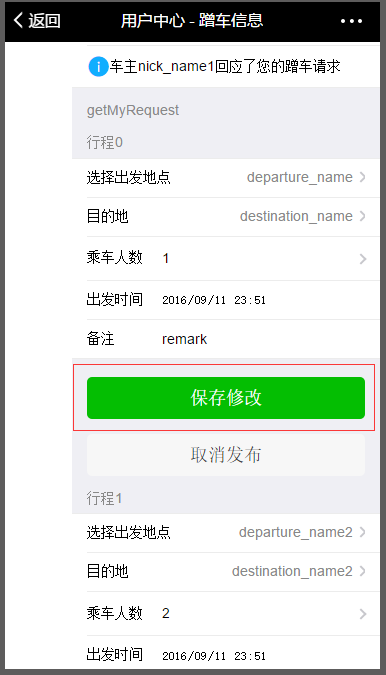 返回 用户中心 - 蹭车信息
车主nick_name1回应了您的蹭车请求
getMyRequest
行程0
选择出发地点 departure_name
目的地 destination_name
乘车人数 1
出发时间 2016/09/11 23:51
备注 remark
保存修改
取消发布
行程1
选择出发地点 departure_name2
目的地 destination_name2
乘车人数 2
出发时间 2016/09/11 23:51